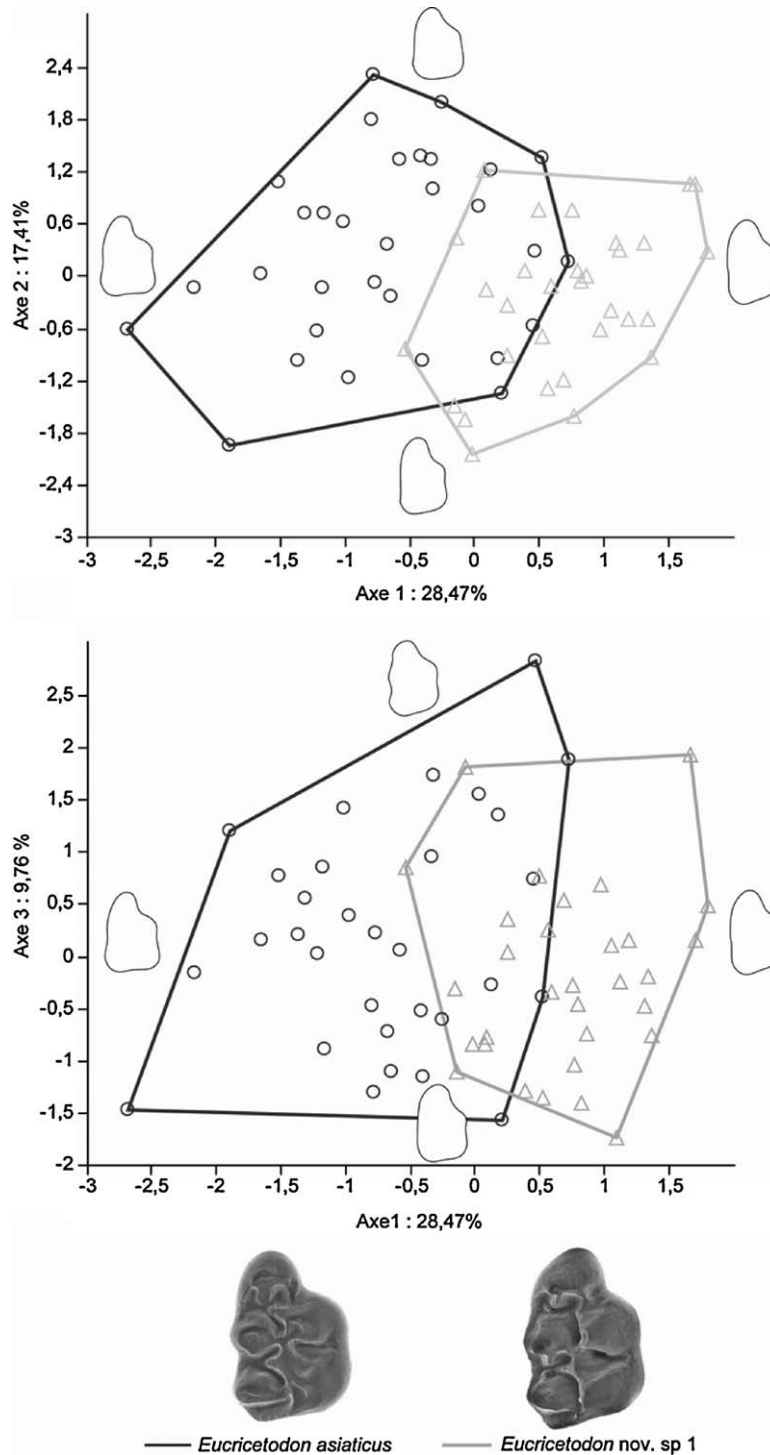 2,4
1,8
1,2
0,6
0
-0,6
-1,2
-1,8
-2,4
-3
Axe 2 : 17,41%
-3 -2,5 -2 -1,5 -1 -0,5 0 0,5 1 1,5
Axe 1 : 28,47%
2,5
2
1,5
1
0,5
0
-0,5
-1
-1,5
-2
Axe 3 : 9,76 %
-3 -2,5 -2 -1,5 -1 -0,5 0 0,5 1 1,5
Axe1 : 28,47%
Eucricetodon asiaticus Eucricetodon nov. sp 1